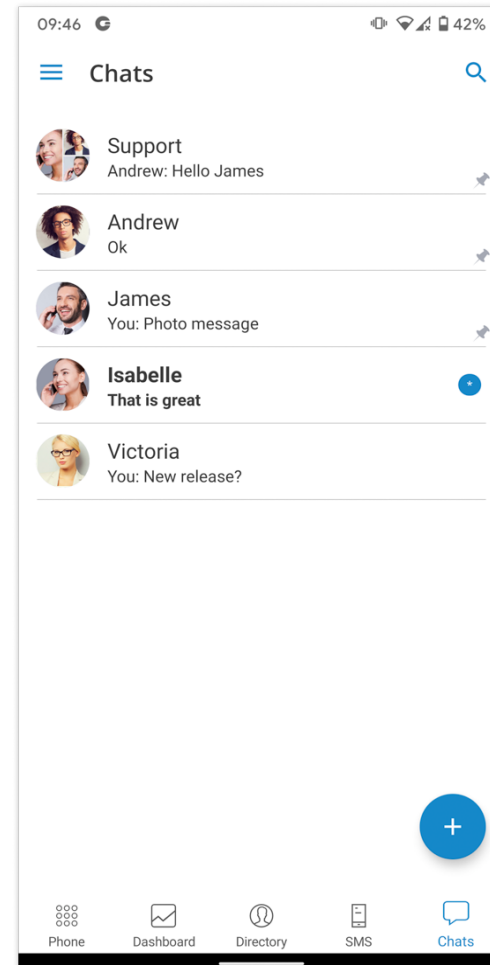 09:46 G 42%
Chats
Support
Andrew: Hello James
Andrew
Ok
James
You: Photo message
Isabelle
That is great
*
Victoria
You: New release?
+
Phone Dashboard Directory SMS Chats